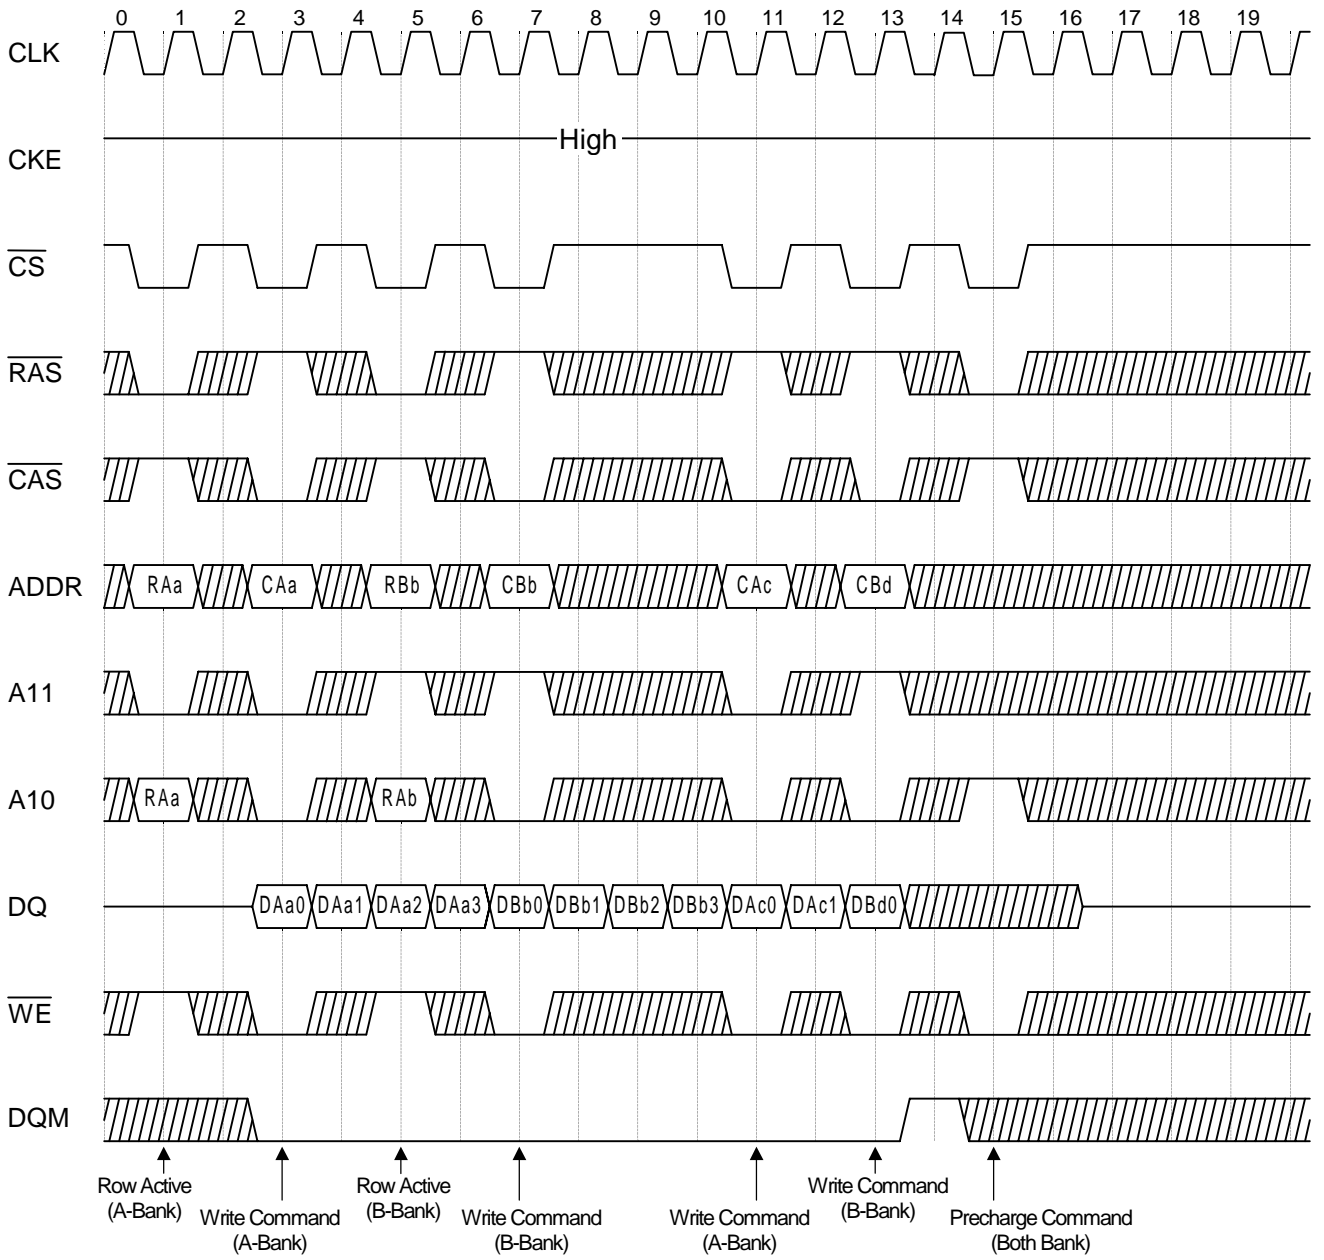 0 1 2 3 4 5 6 7 8 9 10 11 12 13 14 15 16 17 18 19
CLK
CKE High
CS
RAS
CAS
ADDR RAa CAa RBb CBb CAc CBd
A11
A10 RAa RAb
DQ DAa0 DAa1 DAa2 DAa3 DBb0 DBb1 DBb2 DBb3 DAc0 DAc1 DBd0
WE
DQM
Row Active
(A-Bank)
Write Command
(A-Bank)
Row Active
(B-Bank)
Write Command
(B-Bank)
Write Command
(A-Bank)
Write Command
(B-Bank)
Precharge Command
(Both Bank)